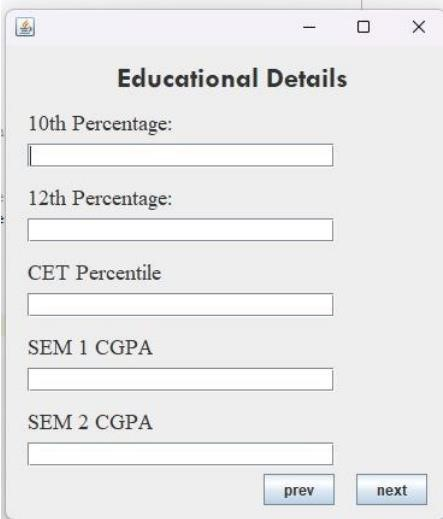 Educational Details
10th Percentage:
12th Percentage:
CET Percentile
SEM 1 CGPA
SEM 2 CGPA
prev next